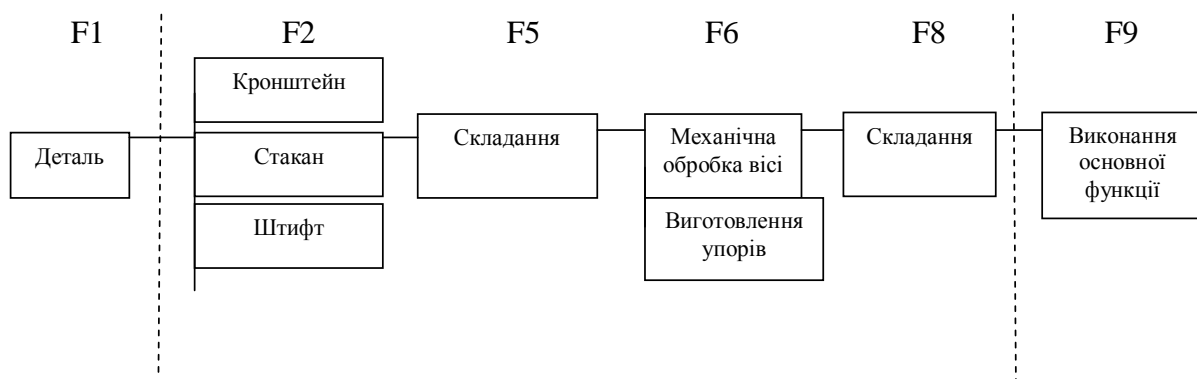 F1 F2 F5 F6 F8 F9
Кронштейн
Деталь
Стакан
Штифт
Складання
Механічна
обробка вісі
Виготовлення
упорів
Складання
Виконання
основної
функції